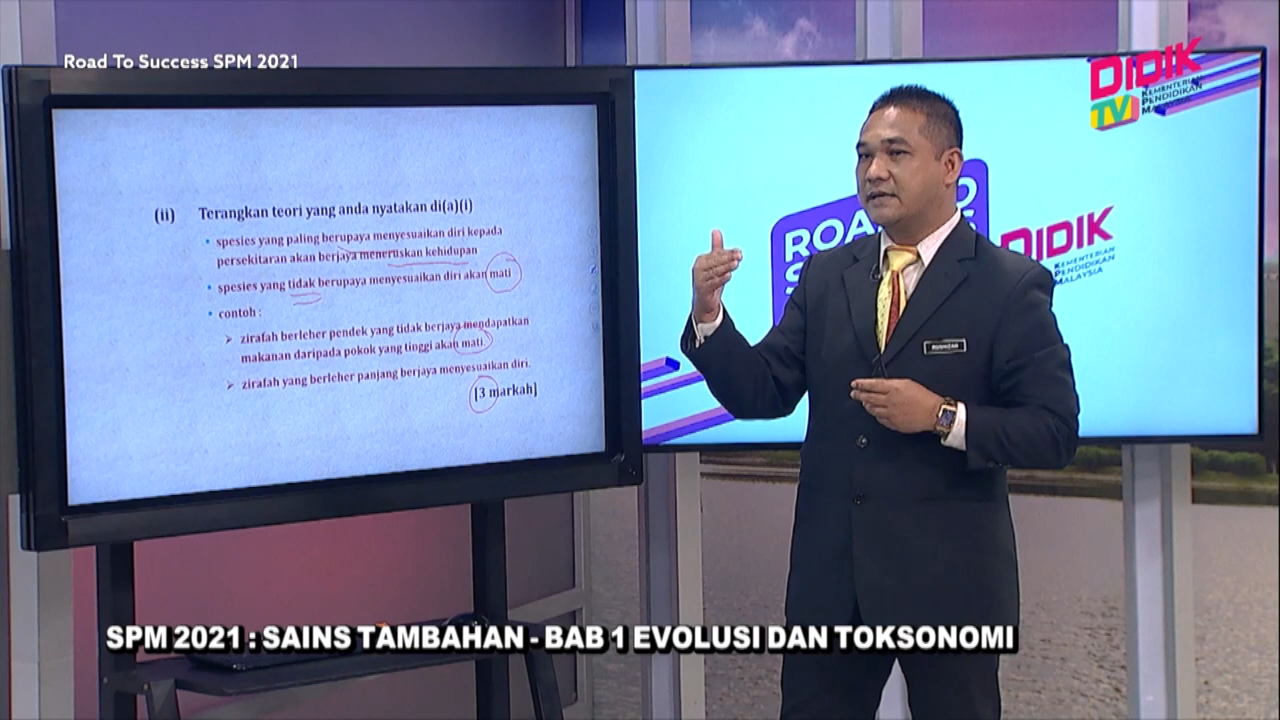 Road To Success SPM 2021
DIDIK
TV
KEMENTERIAN
PENDIDIKAN
MALAYSIA
(ii) Terangkan teori yang anda nyatakan di(a)(i)
• spesies yang paling berupaya menyesuaikan diri kepada
persekitaran akan berjaya meneruskan kehidupan
• spesies yang tidak berupaya menyesuaikan diri akan mati
• contoh :
➢ zirafah berleher pendek yang tidak berjaya mendapatkan
makanan daripada pokok yang tinggi akan mati.
➢ zirafah yang berleher panjang berjaya menyesuaikan diri.
[3 markah]
DIDIK
KEMENTERIAN
PENDIDIKAN
MALAYSIA
SPM 2021 : SAINS TAMBAHAN - BAB 1 EVOLUSI DAN TOKSONOMI